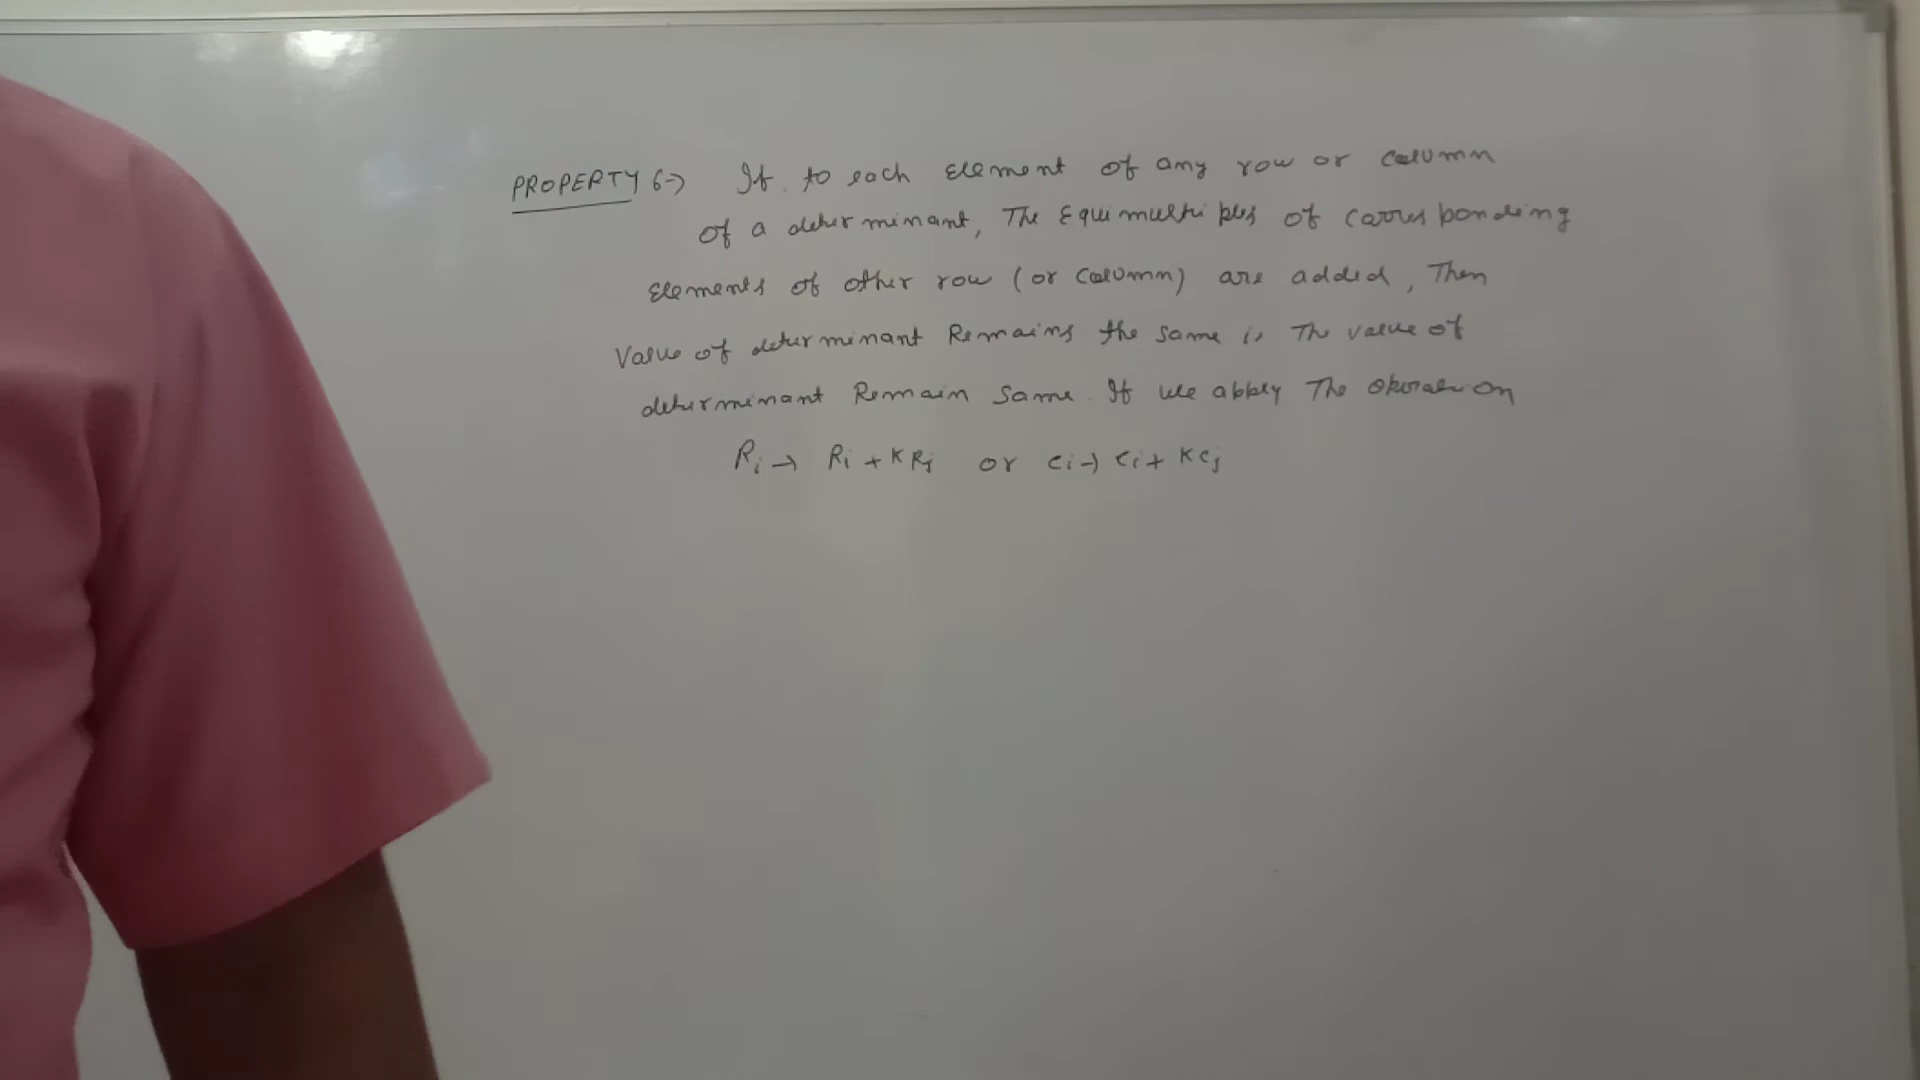 PROPERTY 6→ If to each Element of any row or column
of a determinant, The Equimultiples of corresponding
Elements of other row (or column) are added, Then
Value of determinant Remains the same is The value of
determinant Remain same. If we apply The operation
Ri → Ri + KRj or ci → ci + Kcj